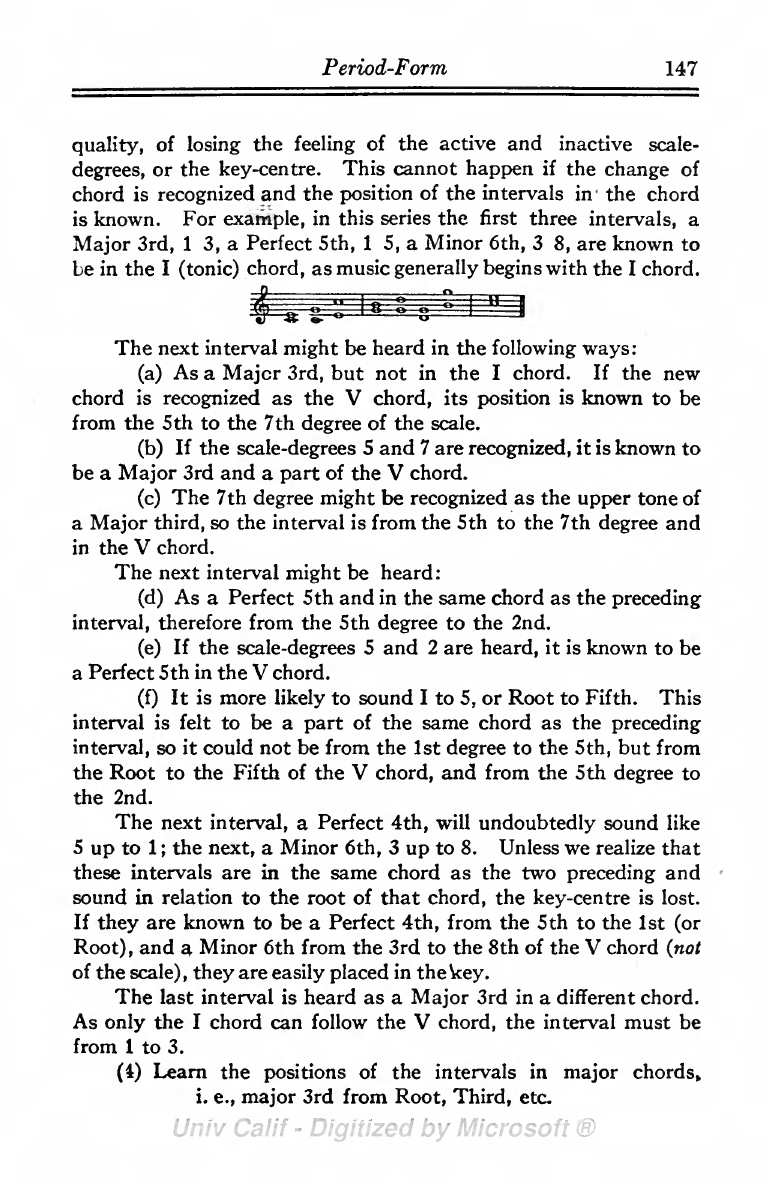 Period-Form 147
quality, of losing the feeling of the active and inactive scale-
degrees, or the key-centre. This cannot happen if the change of
chord is recognized and the position of the intervals in the chord
is known. For example, in this series the first three intervals, a
Major 3rd, 1 3, a Perfect 5th, 1 5, a Minor 6th, 3 8, are known to
be in the I (tonic) chord, as music generally begins with the I chord.
The next interval might be heard in the following ways:
(a) As a Majcr 3rd, but not in the I chord. If the new
chord is recognized as the V chord, its position is known to be
from the 5th to the 7th degree of the scale.
(b) If the scale-degrees 5 and 7 are recognized, it is known to
be a Major 3rd and a part of the V chord.
(c) The 7th degree might be recognized as the upper tone of
a Major third, so the interval is from the 5th to the 7th degree and
in the V chord.
The next interval might be heard:
(d) As a Perfect 5th and in the same chord as the preceding
interval, therefore from the 5th degree to the 2nd.
(e) If the scale-degrees 5 and 2 are heard, it is known to be
a Perfect 5th in the V chord.
(f) It is more likely to sound I to 5, or Root to Fifth. This
interval is felt to be a part of the same chord as the preceding
interval, so it could not be from the 1st degree to the 5th, but from
the Root to the Fifth of the V chord, and from the 5th degree to
the 2nd.
The next interval, a Perfect 4th, will undoubtedly sound like
5 up to 1; the next, a Minor 6th, 3 up to 8. Unless we realize that
these intervals are in the same chord as the two preceding and
sound in relation to the root of that chord, the key-centre is lost.
If they are known to be a Perfect 4th, from the 5th to the 1st (or
Root), and a Minor 6th from the 3rd to the 8th of the V chord (not
of the scale), they are easily placed in the key.
The last interval is heard as a Major 3rd in a different chord.
As only the I chord can follow the V chord, the interval must be
from 1 to 3.
(4) Learn the positions of the intervals in major chords,
i. e., major 3rd from Root, Third, etc.
Univ Calif - Digitized by Microsoft ®